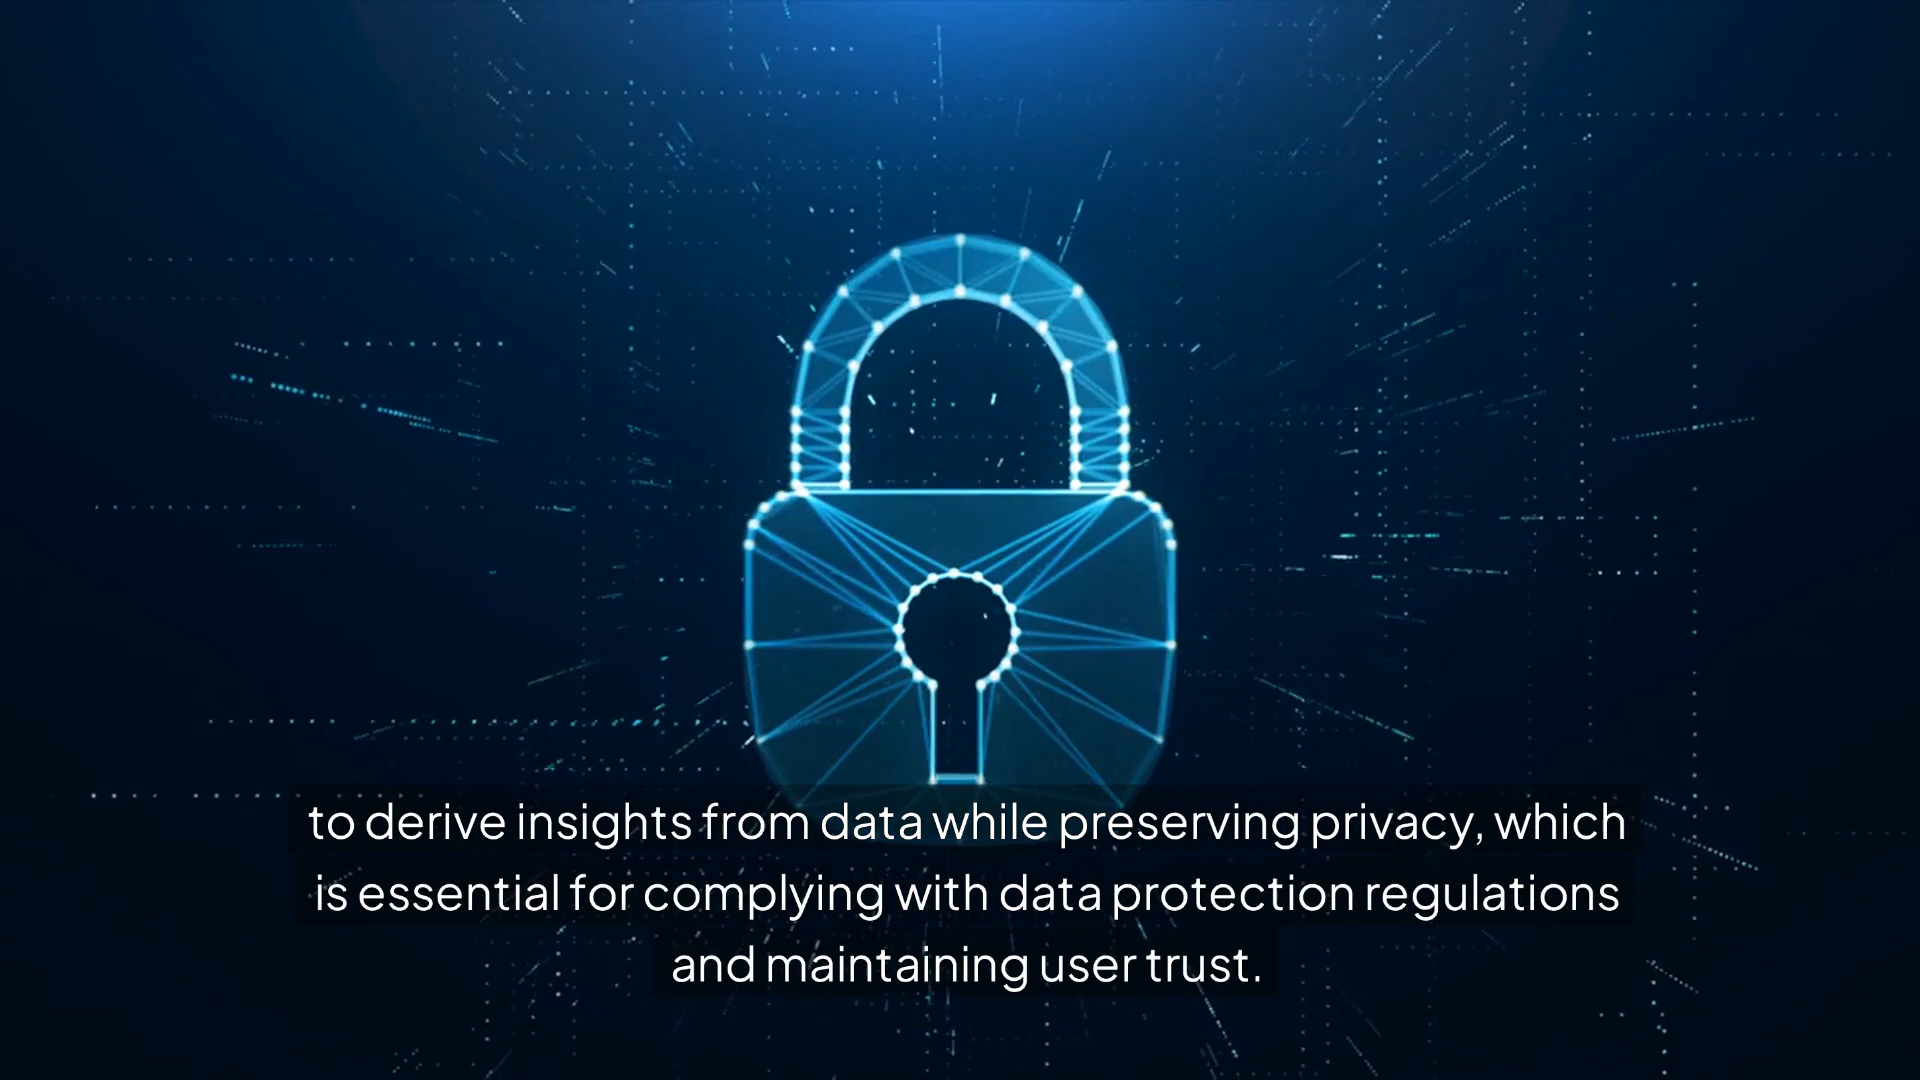 to derive insights from data while preserving privacy, which
is essential for complying with data protection regulations
and maintaining user trust.